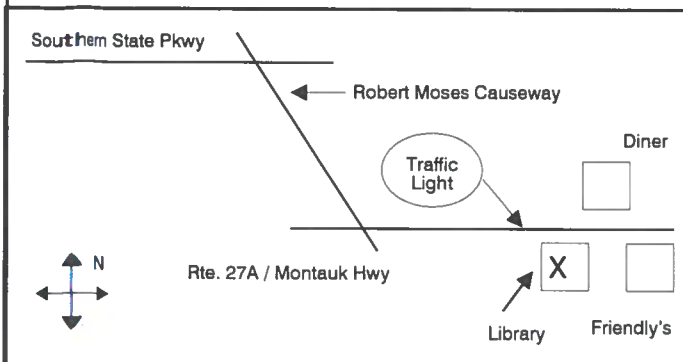 Southern State Pkwy
Robert Moses Causeway
Diner
Traffic
Light
N
Rte. 27A / Montauk Hwy
X
Library
Friendly's